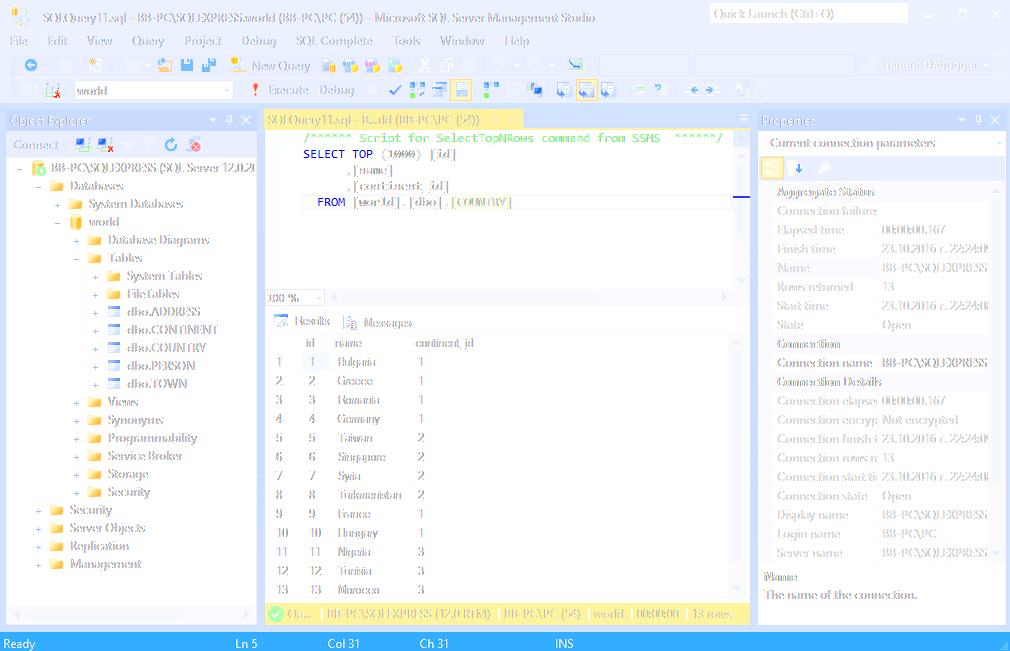 SQLQuery11.sql - BB-PC\SQLEXPRESS.world (BB-PC\PC (54)) - Microsoft SQL Server Management Studio
Quick Launch (Ctrl+Q)
File Edit View Query Project Debug SQL Complete Tools Window Help
New Query
Generic Debugger
world
Execute Debug
Object Explorer
Connect
BB-PC\SQLEXPRESS (SQL Server 12.0.20
Databases
System Databases
world
Database Diagrams
Tables
System Tables
FileTables
dbo.ADDRESS
dbo.CONTINENT
dbo.COUNTRY
dbo.PERSON
dbo.TOWN
Views
Synonyms
Programmability
Service Broker
Storage
Security
Security
Server Objects
Replication
Management
SQLQuery11.sql - B...rld (BB-PC\PC (54))
/****** Script for SelectTopNRows command from SSMS ******/
SELECT TOP (1000) [id]
,[name]
,[continent_id]
FROM [world].[dbo].[COUNTRY]
100 %
Results Messages
id name continent_id
1 1 Bulgaria 1
2 2 Greece 1
3 3 Romania 1
4 4 Germany 1
5 5 Taiwan 2
6 6 Singapore 2
7 7 Syria 2
8 8 Turkmenistan 2
9 9 France 1
10 10 Hungary 1
11 11 Nigeria 3
12 12 Tunisia 3
13 13 Morocco 3
Qu... BB-PC\SQLEXPRESS (12.0 RTM) BB-PC\PC (54) world 00:00:00 13 rows
Properties
Current connection parameters
Aggregate Status
Connection failure
Elapsed time 00:00:00.167
Finish time 23.10.2016 г. 22:24:09
Name BB-PC\SQLEXPRESS
Rows returned 13
Start time 23.10.2016 г. 22:24:08
State Open
Connection
Connection name BB-PC\SQLEXPRESS
Connection Details
Connection elapse 00:00:00.167
Connection encryp Not encrypted
Connection finish t 23.10.2016 г. 22:24:09
Connection rows r 13
Connection start ti 23.10.2016 г. 22:24:08
Connection state Open
Display name BB-PC\SQLEXPRESS
Login name BB-PC\PC
Server name BB-PC\SQLEXPRESS
Name
The name of the connection.
Ready Ln 5 Col 31 Ch 31 INS